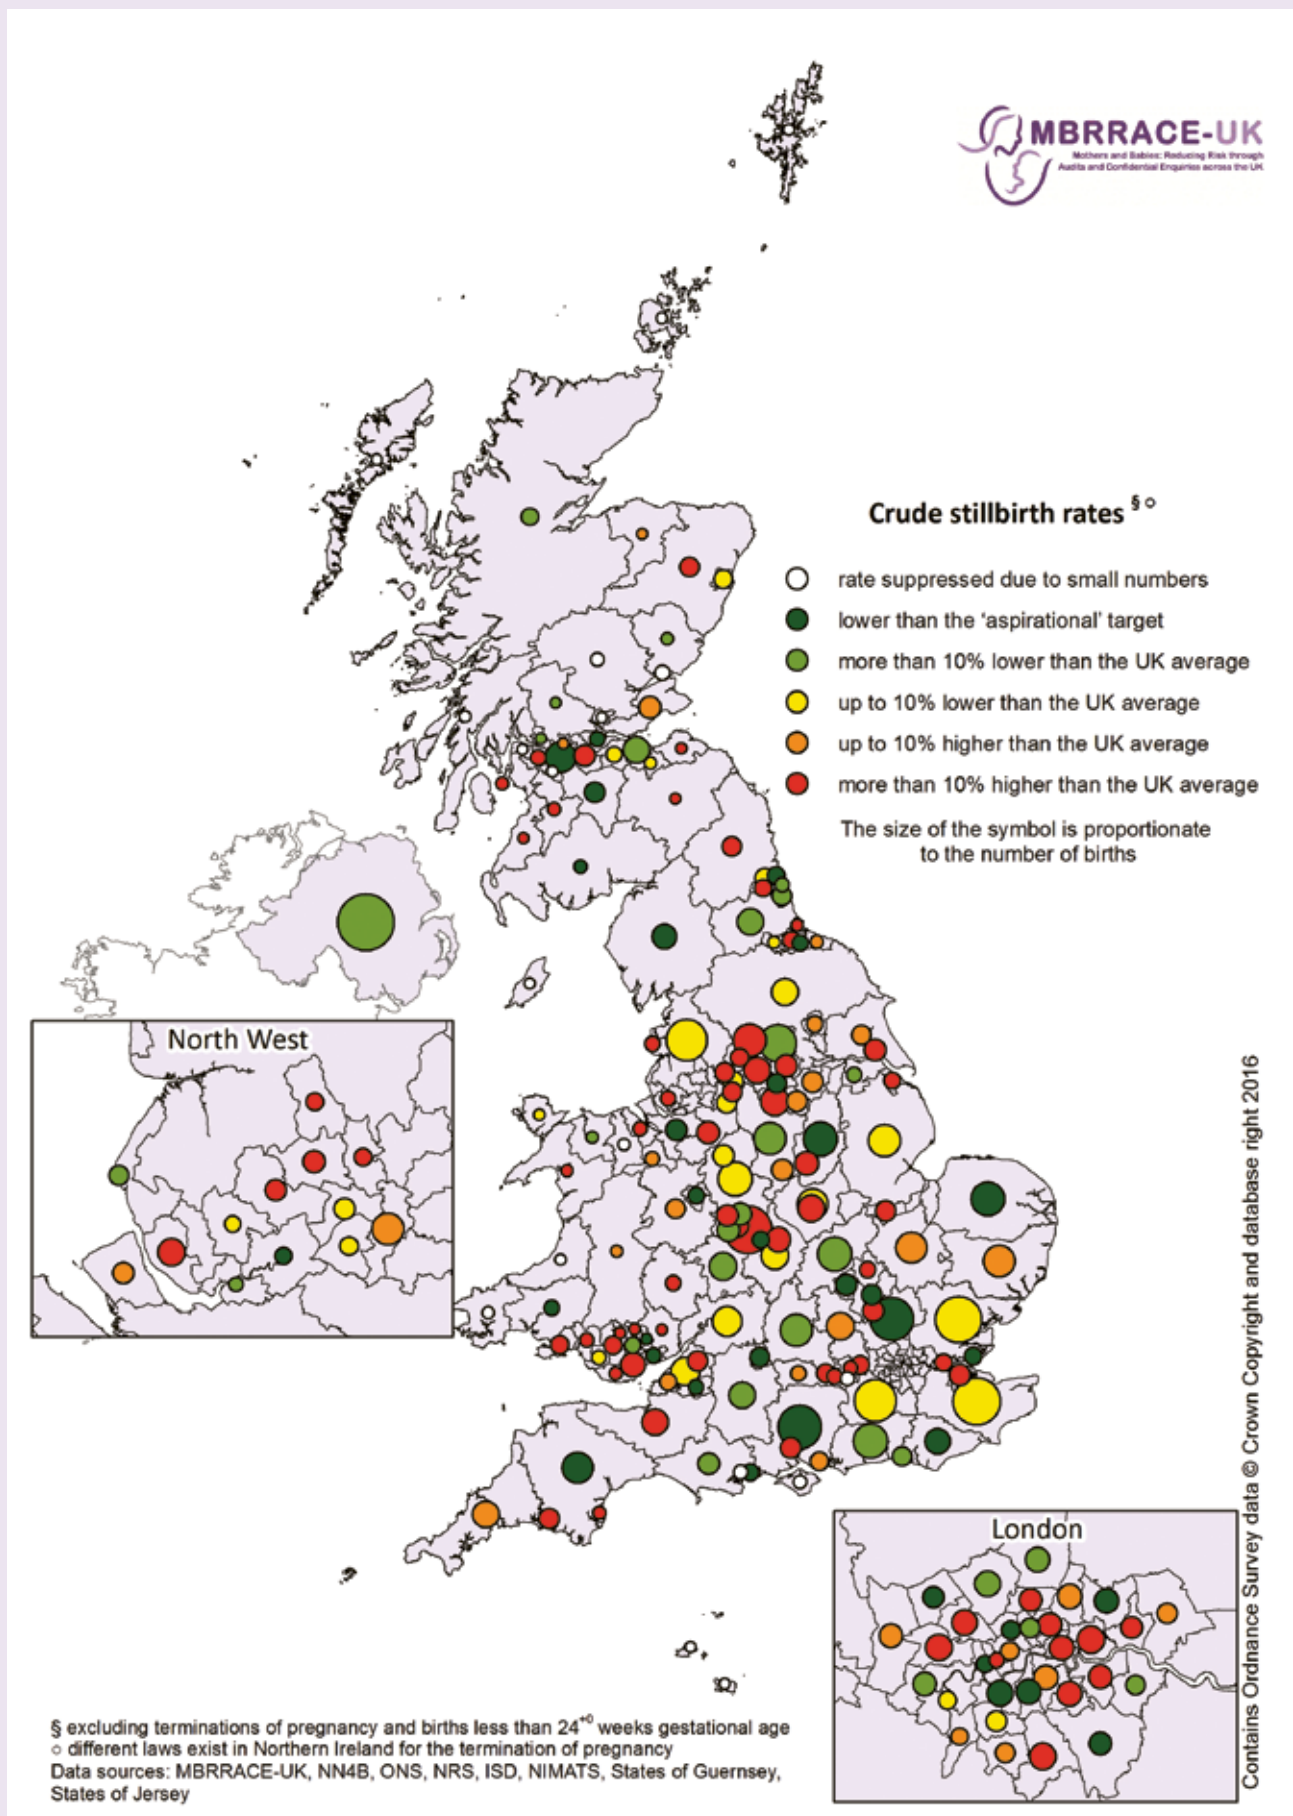 MBRRACE-UK
Mothers and Babies: Reducing Risk through
Audits and Confidential Enquiries across the UK
Crude stillbirth rates § ○
rate suppressed due to small numbers
lower than the ‘aspirational’ target
more than 10% lower than the UK average
up to 10% lower than the UK average
up to 10% higher than the UK average
more than 10% higher than the UK average
The size of the symbol is proportionate
to the number of births
North West
London
Contains Ordnance Survey data © Crown Copyright and database right 2016
§ excluding terminations of pregnancy and births less than 24⁺⁰ weeks gestational age
○ different laws exist in Northern Ireland for the termination of pregnancy
Data sources: MBRRACE-UK, NN4B, ONS, NRS, ISD, NIMATS, States of Guernsey,
States of Jersey